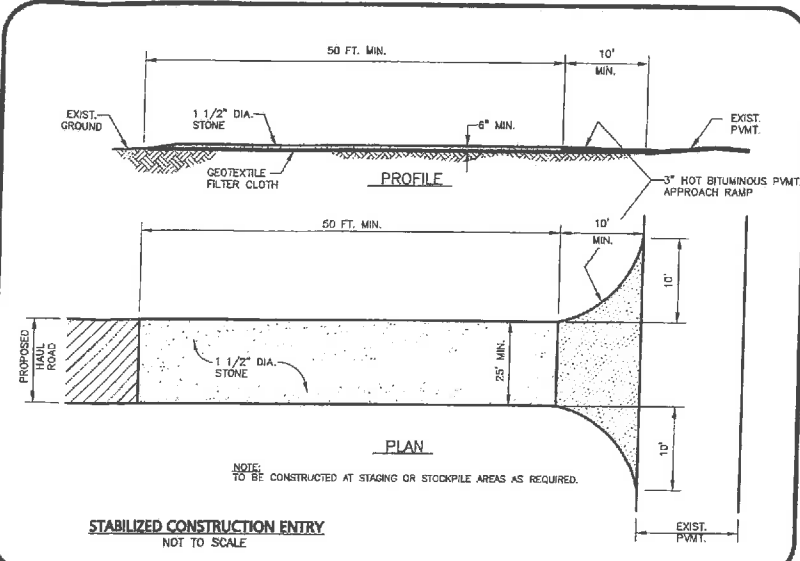 50 FT. MIN.
10'
MIN.
EXIST.
GROUND
1 1/2" DIA.
STONE
6" MIN.
EXIST.
PVMT.
GEOTEXTILE
FILTER CLOTH
PROFILE
3" HOT BITUMINOUS PVMT.
APPROACH RAMP
50 FT. MIN.
10'
MIN.
10'
PROPOSED
HAUL
ROAD
1 1/2" DIA.
STONE
25' MIN.
10'
PLAN
NOTE:
TO BE CONSTRUCTED AT STAGING OR STOCKPILE AREAS AS REQUIRED.
STABILIZED CONSTRUCTION ENTRY
NOT TO SCALE
EXIST.
PVMT.